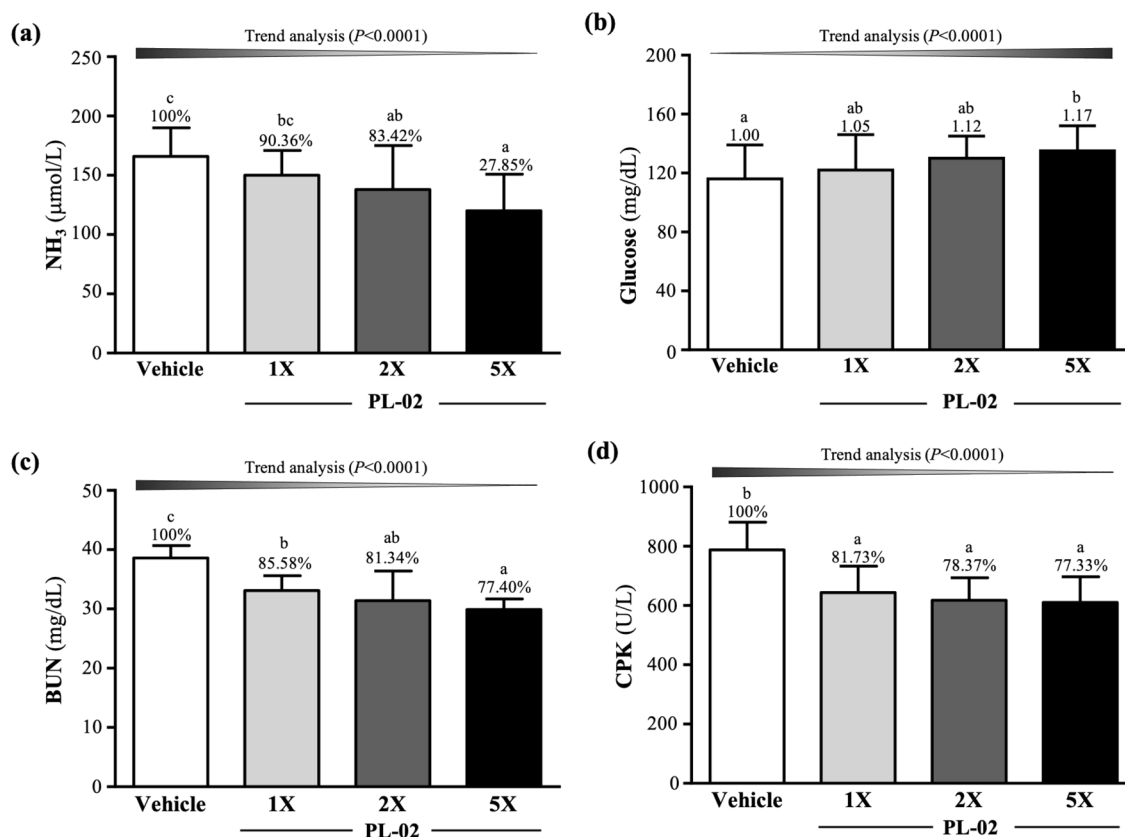 (a)
Trend analysis (P<0.0001)
250
200
150
100
50
0
NH3 (μmol/L)
c
100%
bc
90.36%
ab
83.42%
a
27.85%
Vehicle 1X 2X 5X
PL-02
(b)
Trend analysis (P<0.0001)
200
160
120
80
40
0
Glucose (mg/dL)
a
1.00
ab
1.05
ab
1.12
b
1.17
Vehicle 1X 2X 5X
PL-02
(c)
Trend analysis (P<0.0001)
50
40
30
20
10
0
BUN (mg/dL)
c
100%
b
85.58%
ab
81.34%
a
77.40%
Vehicle 1X 2X 5X
PL-02
(d)
Trend analysis (P<0.0001)
1000
800
600
400
200
0
CPK (U/L)
b
100%
a
81.73%
a
78.37%
a
77.33%
Vehicle 1X 2X 5X
PL-02